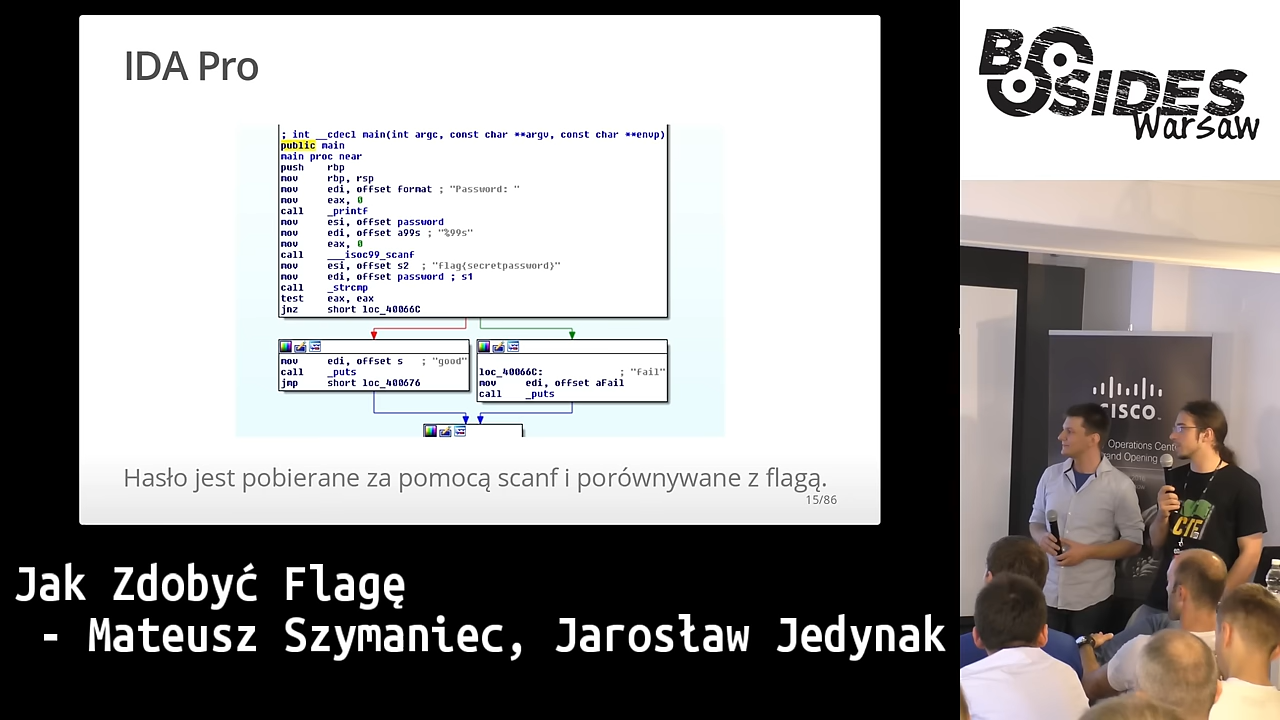 IDA Pro
; int __cdecl main(int argc, const char **argv, const char **envp)
public main
main proc near
push rbp
mov rbp, rsp
mov edi, offset format ; "Password: "
mov eax, 0
call _printf
mov esi, offset password
mov edi, offset a99s ; "%99s"
mov eax, 0
call ___isoc99_scanf
mov esi, offset s2 ; "flag{secretpassword}"
mov edi, offset password ; s1
call _strcmp
test eax, eax
jnz short loc_40066C
mov edi, offset s ; "good"
call _puts
jmp short loc_400676
loc_40066C: ; "fail"
mov edi, offset aFail
call _puts
Hasło jest pobierane za pomocą scanf i porównywane z flagą.
15/86
Jak Zdobyć Flagę
- Mateusz Szymaniec, Jarosław Jedynak
BSIDES
Warsaw
CISCO
Operations
and Opening
CTF